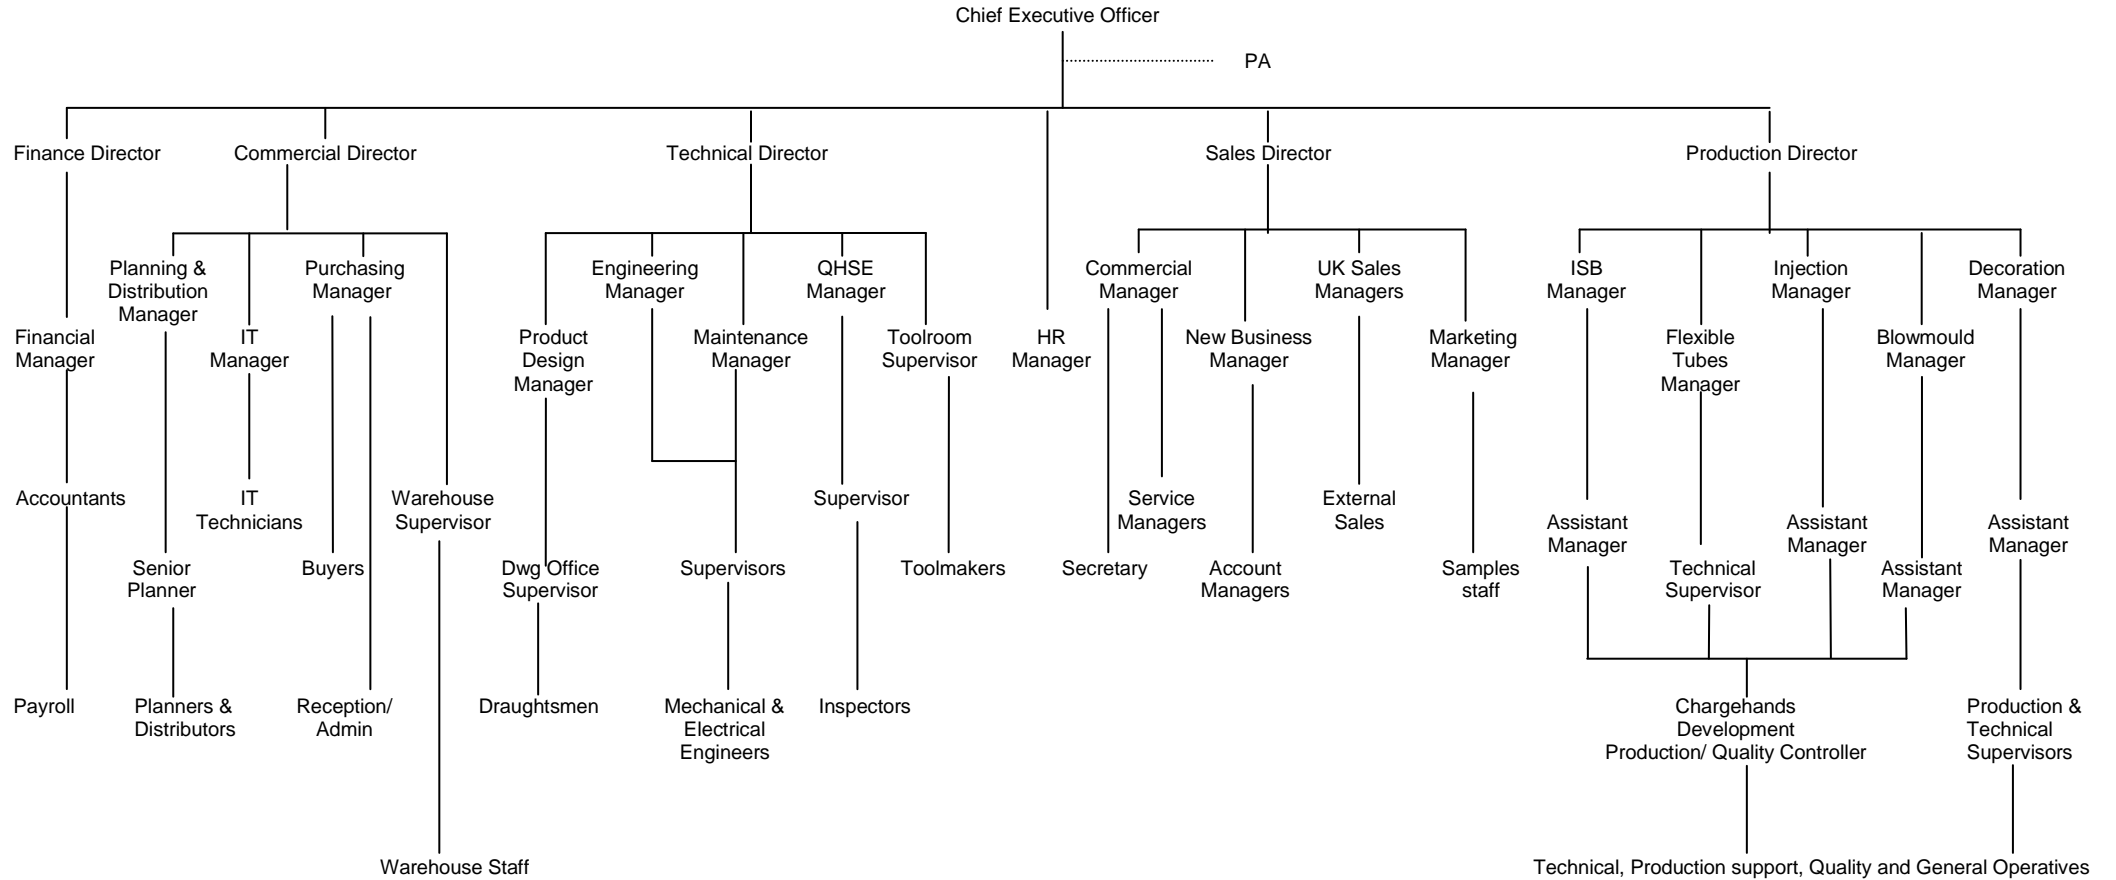 Chief Executive Officer
PA
Finance Director
Commercial Director
Technical Director
Sales Director
Production Director
Planning &
Distribution
Manager
Purchasing
Manager
Engineering
Manager
QHSE
Manager
Commercial
Manager
UK Sales
Managers
ISB
Manager
Injection
Manager
Decoration
Manager
Financial
Manager
IT
Manager
Product
Design
Manager
Maintenance
Manager
Toolroom
Supervisor
HR
Manager
New Business
Manager
Marketing
Manager
Flexible
Tubes
Manager
Blowmould
Manager
Accountants
IT
Technicians
Warehouse
Supervisor
Supervisor
Service
Managers
External
Sales
Assistant
Manager
Assistant
Manager
Assistant
Manager
Senior
Planner
Buyers
Dwg Office
Supervisor
Supervisors
Toolmakers
Secretary
Account
Managers
Samples
staff
Technical
Supervisor
Assistant
Manager
Payroll
Planners &
Distributors
Reception/
Admin
Draughtsmen
Mechanical &
Electrical
Engineers
Inspectors
Chargehands
Development
Production/ Quality Controller
Production &
Technical
Supervisors
Warehouse Staff
Technical, Production support, Quality and General Operatives